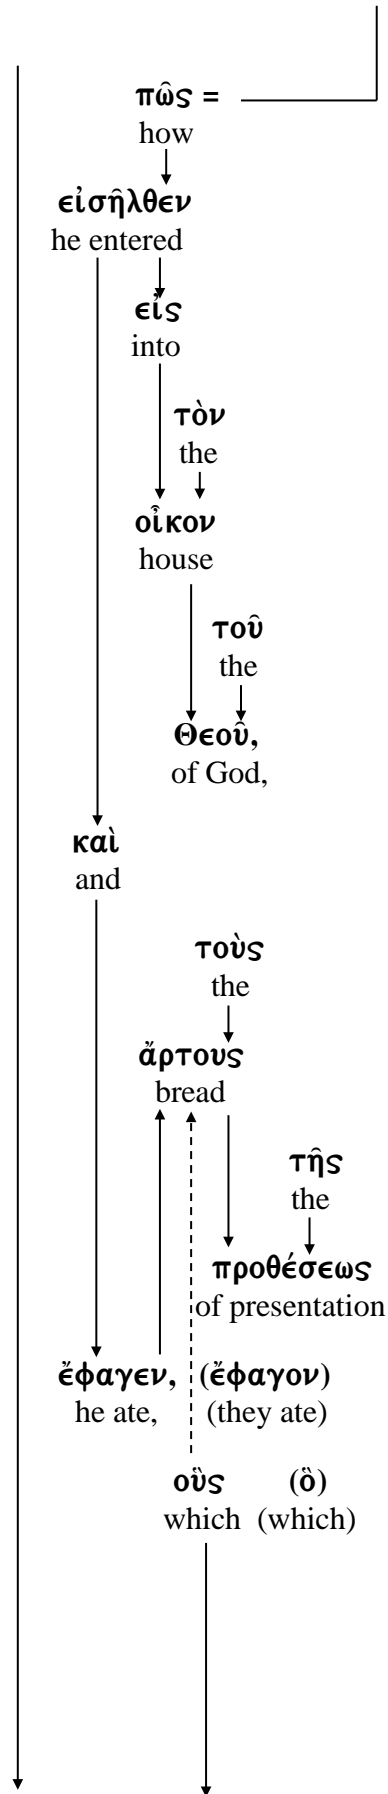 πῶς =
how
εἰσῆλθεν
he entered
εἰς
into
τὸν
the
οἶκον
house
τοῦ
the
Θεοῦ,
of God,
καὶ
and
τοὺς
the
ἄρτους
bread
τῆς
the
προθέσεως
of presentation
ἔφαγεν, (ἔφαγον)
he ate, (they ate)
οὓς (ὃ)
which (which)